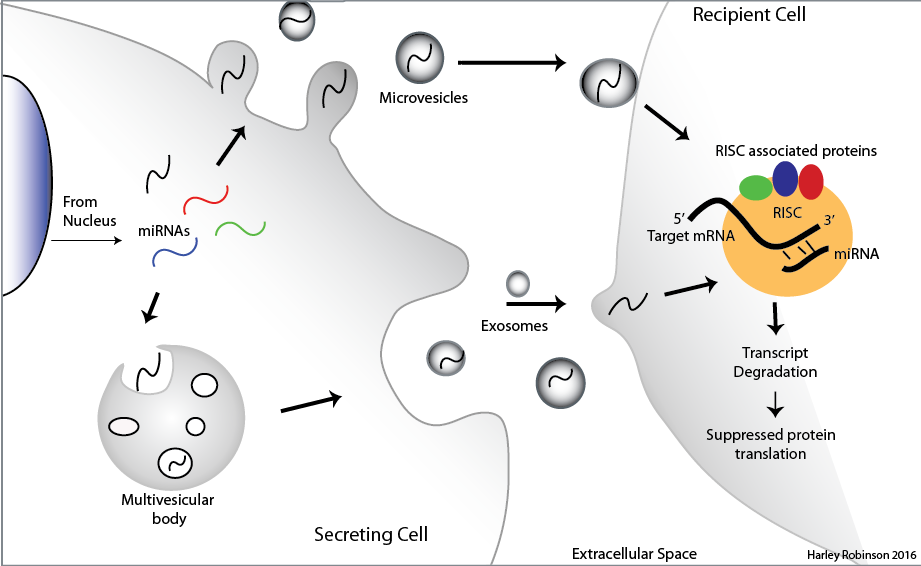 Recipient Cell
Microvesicles
RISC associated proteins
From
Nucleus
miRNAs
RISC
5’
3’
Target mRNA
miRNA
Exosomes
Transcript
Degradation
Suppressed protein
translation
Multivesicular
body
Secreting Cell
Extracellular Space
Harley Robinson 2016